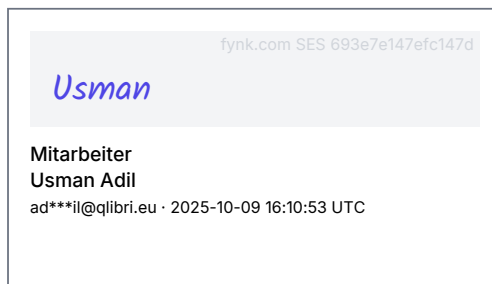 fynk.com SES 693e7e147efc147d
Usman
Mitarbeiter
Usman Adil
ad***il@qlibri.eu · 2025-10-09 16:10:53 UTC